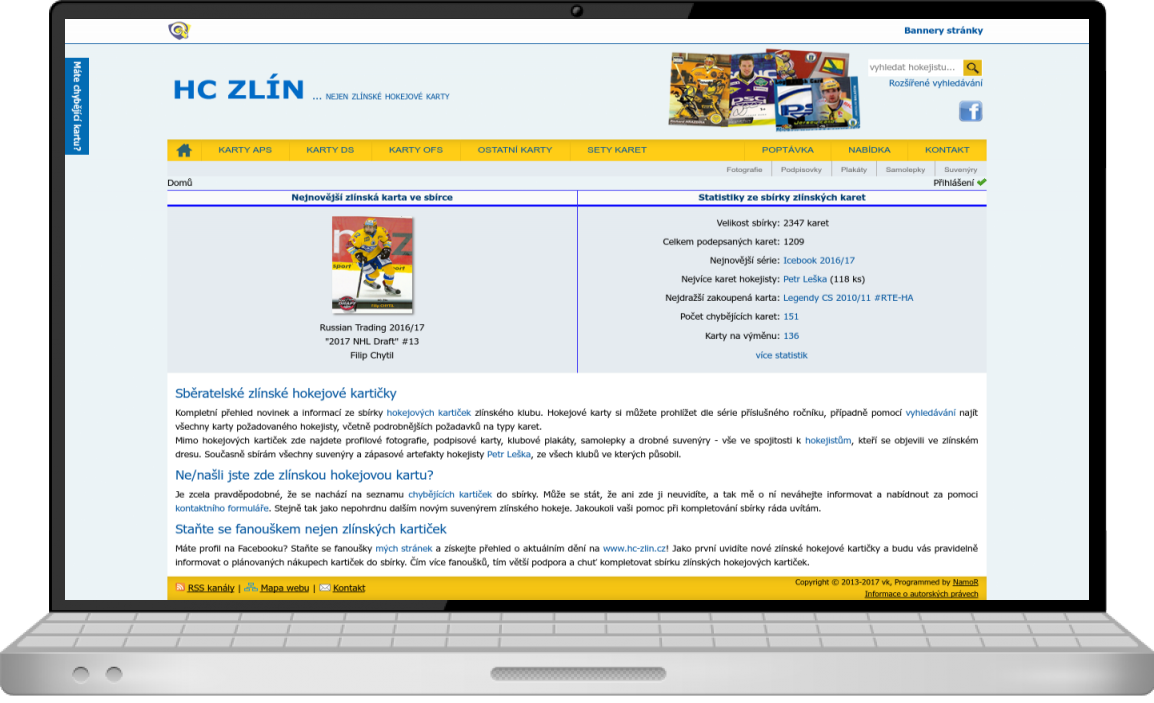 Bannery stránky
Máte chybějící kartu?
HC ZLÍN ... NEJEN ZLÍNSKÉ HOKEJOVÉ KARTY
vyhledat hokejistu...
Rozšířené vyhledávání
KARTY APS KARTY DS KARTY OFS OSTATNÍ KARTY SETY KARET POPTÁVKA NABÍDKA KONTAKT
Fotografie Podpisovky Plakáty Samolepky Suvenýry
Domů Přihlášení
Nejnovější zlínská karta ve sbírce
Russian Trading 2016/17
"2017 NHL Draft" #13
Filip Chytil
Statistiky ze sbírky zlínských karet
Velikost sbírky: 2347 karet
Celkem podepsaných karet: 1209
Nejnovější série: Icebook 2016/17
Nejvíce karet hokejisty: Petr Leška (118 ks)
Nejdražší zakoupená karta: Legendy CS 2010/11 #RTE-HA
Počet chybějících karet: 151
Karty na výměnu: 136
více statistik
Sběratelské zlínské hokejové kartičky
Kompletní přehled novinek a informací ze sbírky hokejových kartiček zlínského klubu. Hokejové karty si můžete prohlížet dle série příslušného ročníku, případně pomocí vyhledávání najít
všechny karty požadovaného hokejisty, včetně podrobnějších požadavků na typy karet.
Mimo hokejových kartiček zde najdete profilové fotografie, podpisové karty, klubové plakáty, samolepky a drobné suvenýry - vše ve spojitosti k hokejistům, kteří se objevili ve zlínském
dresu. Současně sbírám všechny suvenýry a zápasové artefakty hokejisty Petr Leška, ze všech klubů ve kterých působil.
Ne/našli jste zde zlínskou hokejovou kartu?
Je zcela pravděpodobné, že se nachází na seznamu chybějících kartiček do sbírky. Může se stát, že ani zde ji neuvidíte, a tak mě o ní neváhejte informovat a nabídnout za pomoci
kontaktního formuláře. Stejně tak jako nepohrdnu dalším novým suvenýrem zlínského hokeje. Jakoukoli vaši pomoc při kompletování sbírky ráda uvítám.
Staňte se fanouškem nejen zlínských kartiček
Máte profil na Facebooku? Staňte se fanoušky mých stránek a získejte přehled o aktuálním dění na www.hc-zlin.cz! Jako první uvidíte nové zlínské hokejové kartičky a budu vás pravidelně
informovat o plánovaných nákupech kartiček do sbírky. Čím více fanoušků, tím větší podpora a chuť kompletovat sbírku zlínských hokejových kartiček.
RSS kanály | Mapa webu | Kontakt
Copyright © 2013-2017 vk, Programmed by NamoR
Informace o autorských právech